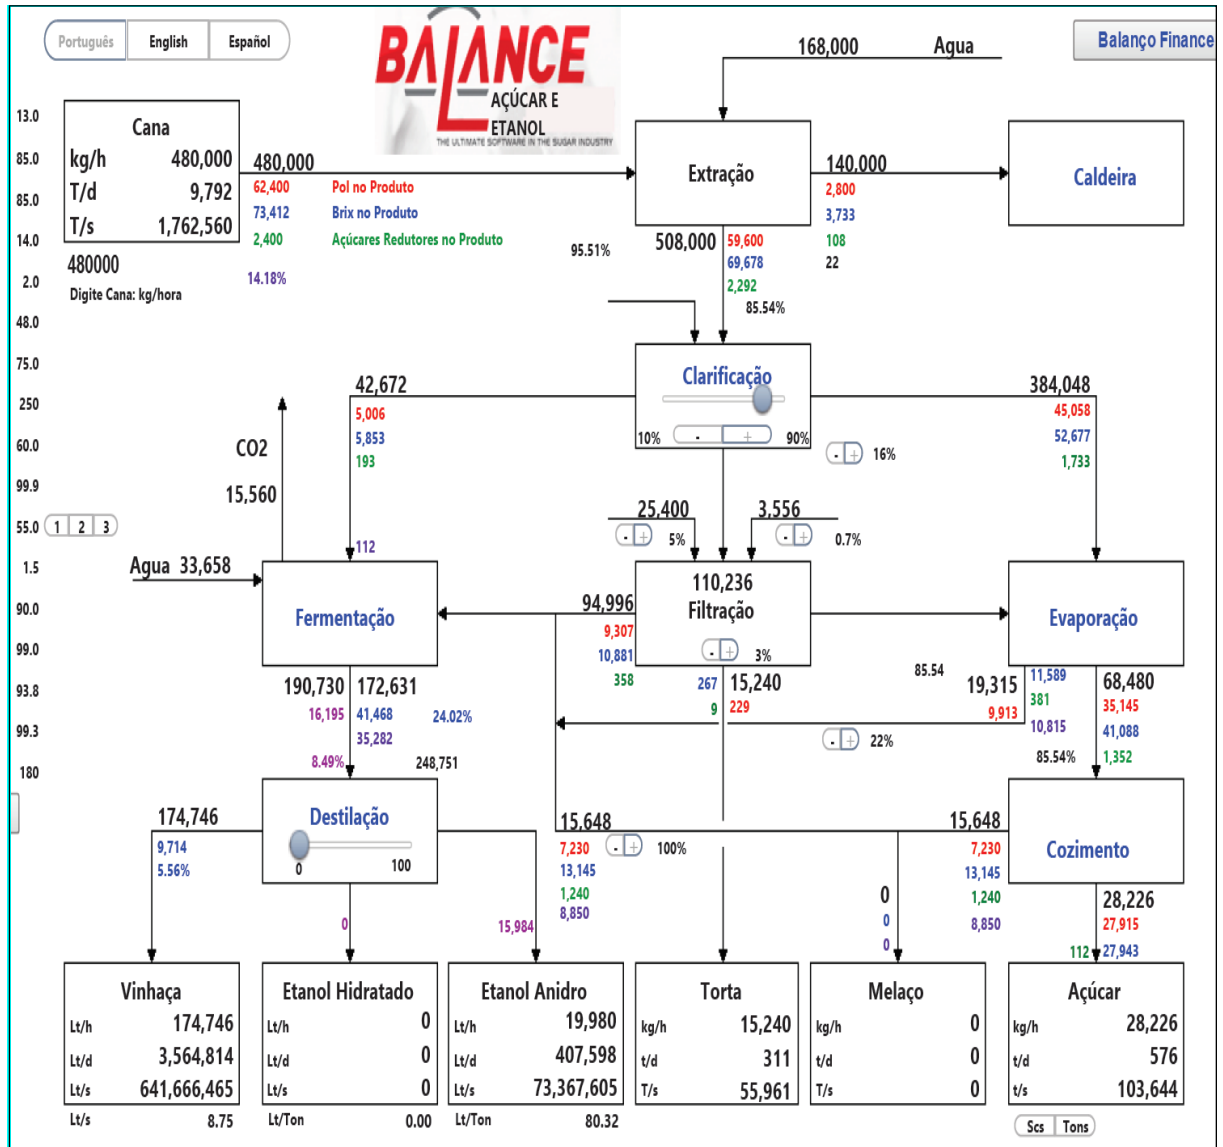 Português English Español
BALANCE
AÇÚCAR E
ETANOL
THE ULTIMATE SOFTWARE IN THE SUGAR INDUSTRY
168,000 Agua
Balanço Finance
13.0
85.0
85.0
14.0
2.0
48.0
75.0
250
60.0
99.9
55.0
1.5
90.0
99.0
93.8
99.3
180
Cana
kg/h 480,000
T/d 9,792
T/s 1,762,560
480000
Digite Cana: kg/hora
480,000
62,400 Pol no Produto
73,412 Brix no Produto
2,400 Açúcares Redutores no Produto
14.18%
95.51%
Extração
140,000
2,800
3,733
108
22
Caldeira
508,000
59,600
69,678
2,292
85.54%
Clarificação
10% - + 90%
- + 16%
42,672
5,006
5,853
193
112
384,048
45,058
52,677
1,733
CO2
15,560
1 2 3
Agua 33,658
25,400
- + 5%
3,556
- + 0.7%
Fermentação
94,996
9,307
10,881
358
110,236
Filtração
- + 3%
Evaporação
190,730 172,631
16,195 41,468 24.02%
35,282
8.49% 248,751
267 15,240
9 229
85.54
19,315
9,913
11,589
381
10,815
- + 22%
68,480
35,145
41,088
85.54% 1,352
174,746
9,714
5.56%
Destilação
0 100
0
15,984
15,648
7,230
13,145
1,240
8,850
- + 100%
0
0
0
15,648
7,230
13,145
1,240
8,850
Cozimento
28,226
27,915
112 27,943
Vinhaça
Lt/h 174,746
Lt/d 3,564,814
Lt/s 641,666,465
Lt/s 8.75
Etanol Hidratado
Lt/h 0
Lt/d 0
Lt/s 0
Lt/Ton 0.00
Etanol Anidro
Lt/h 19,980
Lt/d 407,598
Lt/s 73,367,605
Lt/Ton 80.32
Torta
kg/h 15,240
t/d 311
T/s 55,961
Melaço
kg/h 0
t/d 0
T/s 0
Açúcar
kg/h 28,226
t/d 576
t/s 103,644
Scs Tons